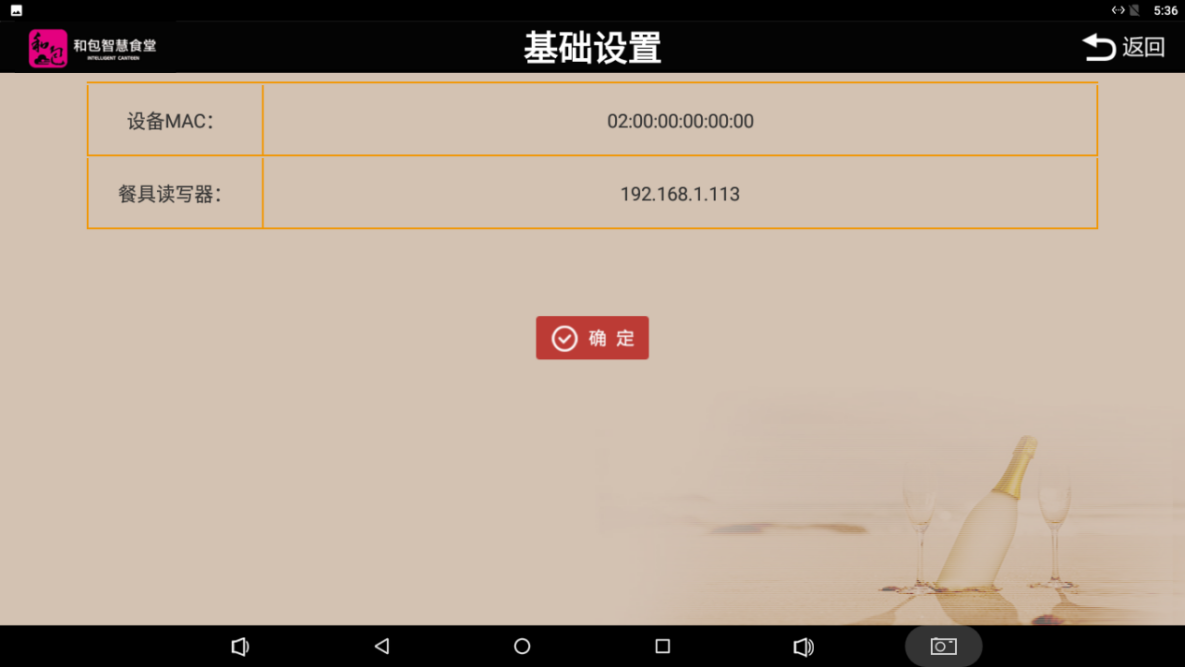 5:36
和包
和包智慧食堂
INTELLIGENT CANTEEN
基础设置
返回
设备MAC：
02:00:00:00:00:00
餐具读写器：
192.168.1.113
确 定